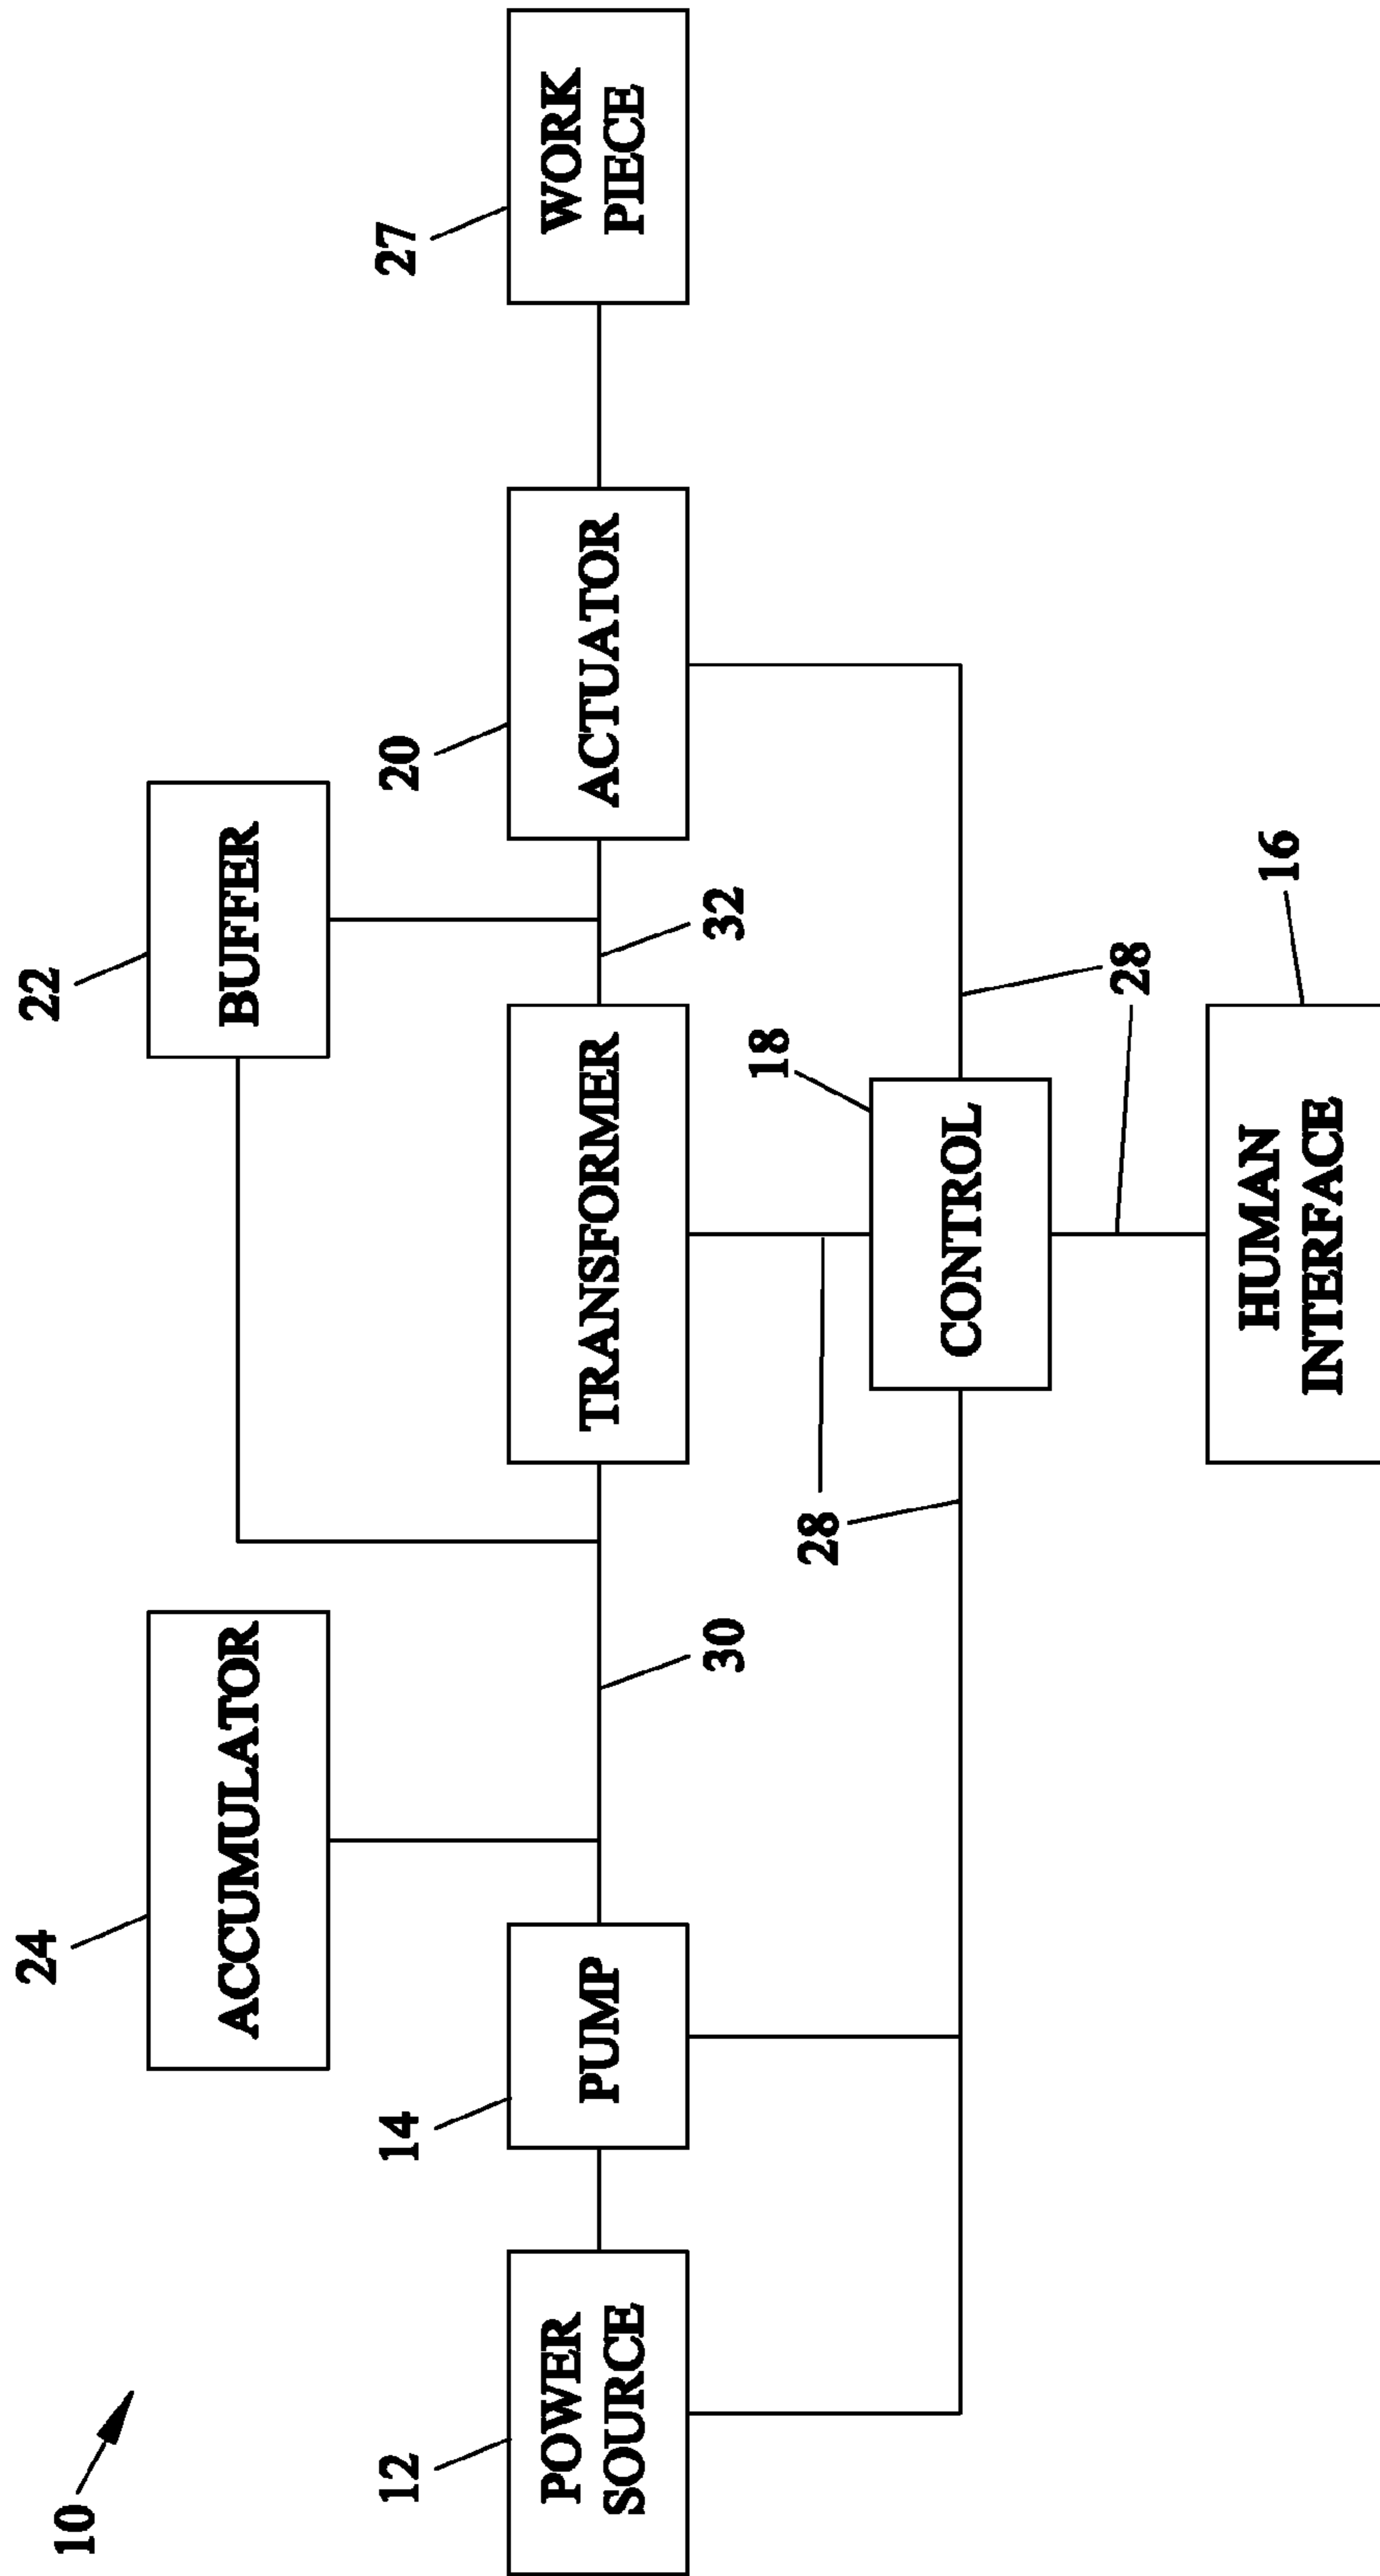 10
24
22
ACCUMULATOR
BUFFER
12
14
20
27
POWER
SOURCE
PUMP
TRANSFORMER
ACTUATOR
WORK
PIECE
30
32
28
18
CONTROL
28
16
HUMAN
INTERFACE